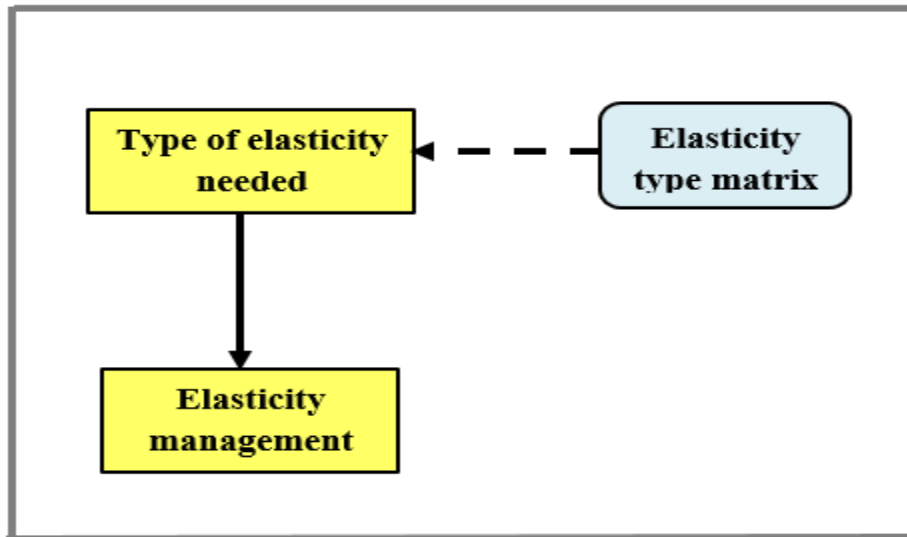 Type of elasticity
needed
Elasticity
type matrix
Elasticity
management